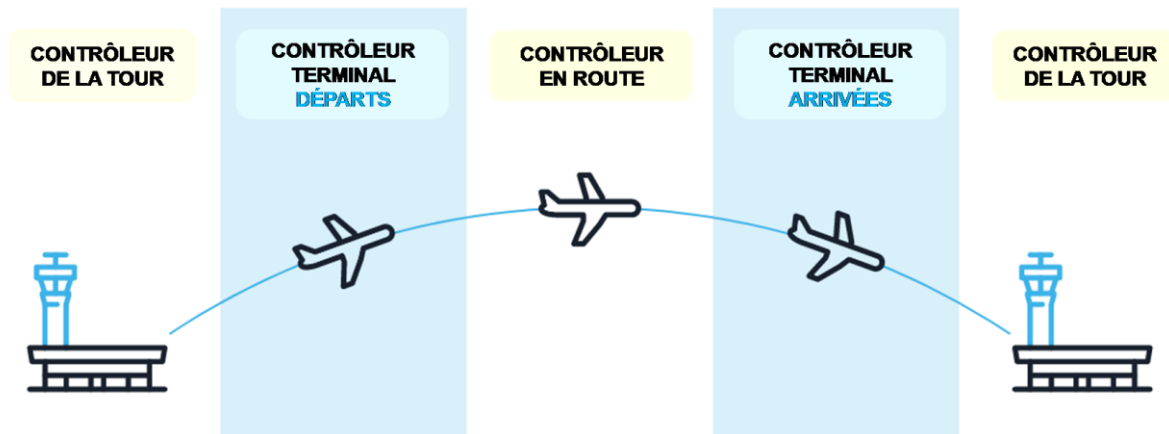 CONTRÔLEUR
DE LA TOUR
CONTRÔLEUR
TERMINAL
DÉPARTS
CONTRÔLEUR
EN ROUTE
CONTRÔLEUR
TERMINAL
ARRIVÉES
CONTRÔLEUR
DE LA TOUR